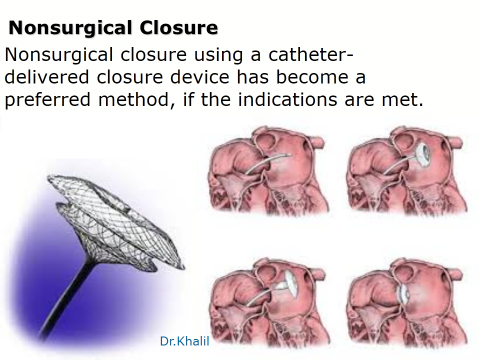 Nonsurgical Closure
Nonsurgical closure using a catheter-
delivered closure device has become a
preferred method, if the indications are met.
Dr.Khalil